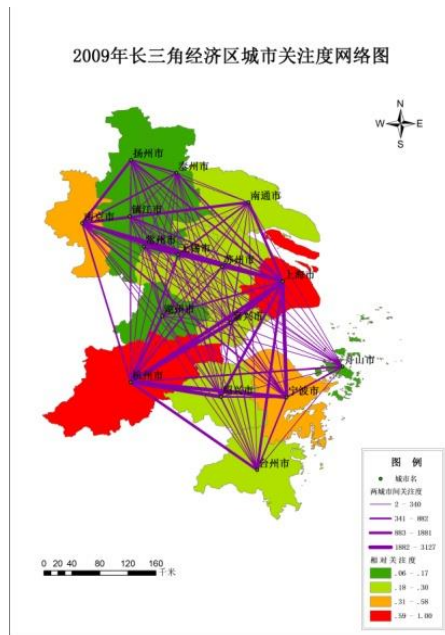 2009年长三角经济区城市关注度网络图
N
W E
S
扬州市
泰州市
南通市
南京市
镇江市
常州市
无锡市
苏州市
上海市
湖州市
嘉兴市
舟山市
杭州市
绍兴市
宁波市
台州市
图 例
城市名
两城市间关注度
2 - 340
341 - 882
883 - 1881
1882 - 3127
相对关注度
.06 - .17
.18 - .30
.31 - .58
.59 - 1.00
0 20 40 80 120 160
千米